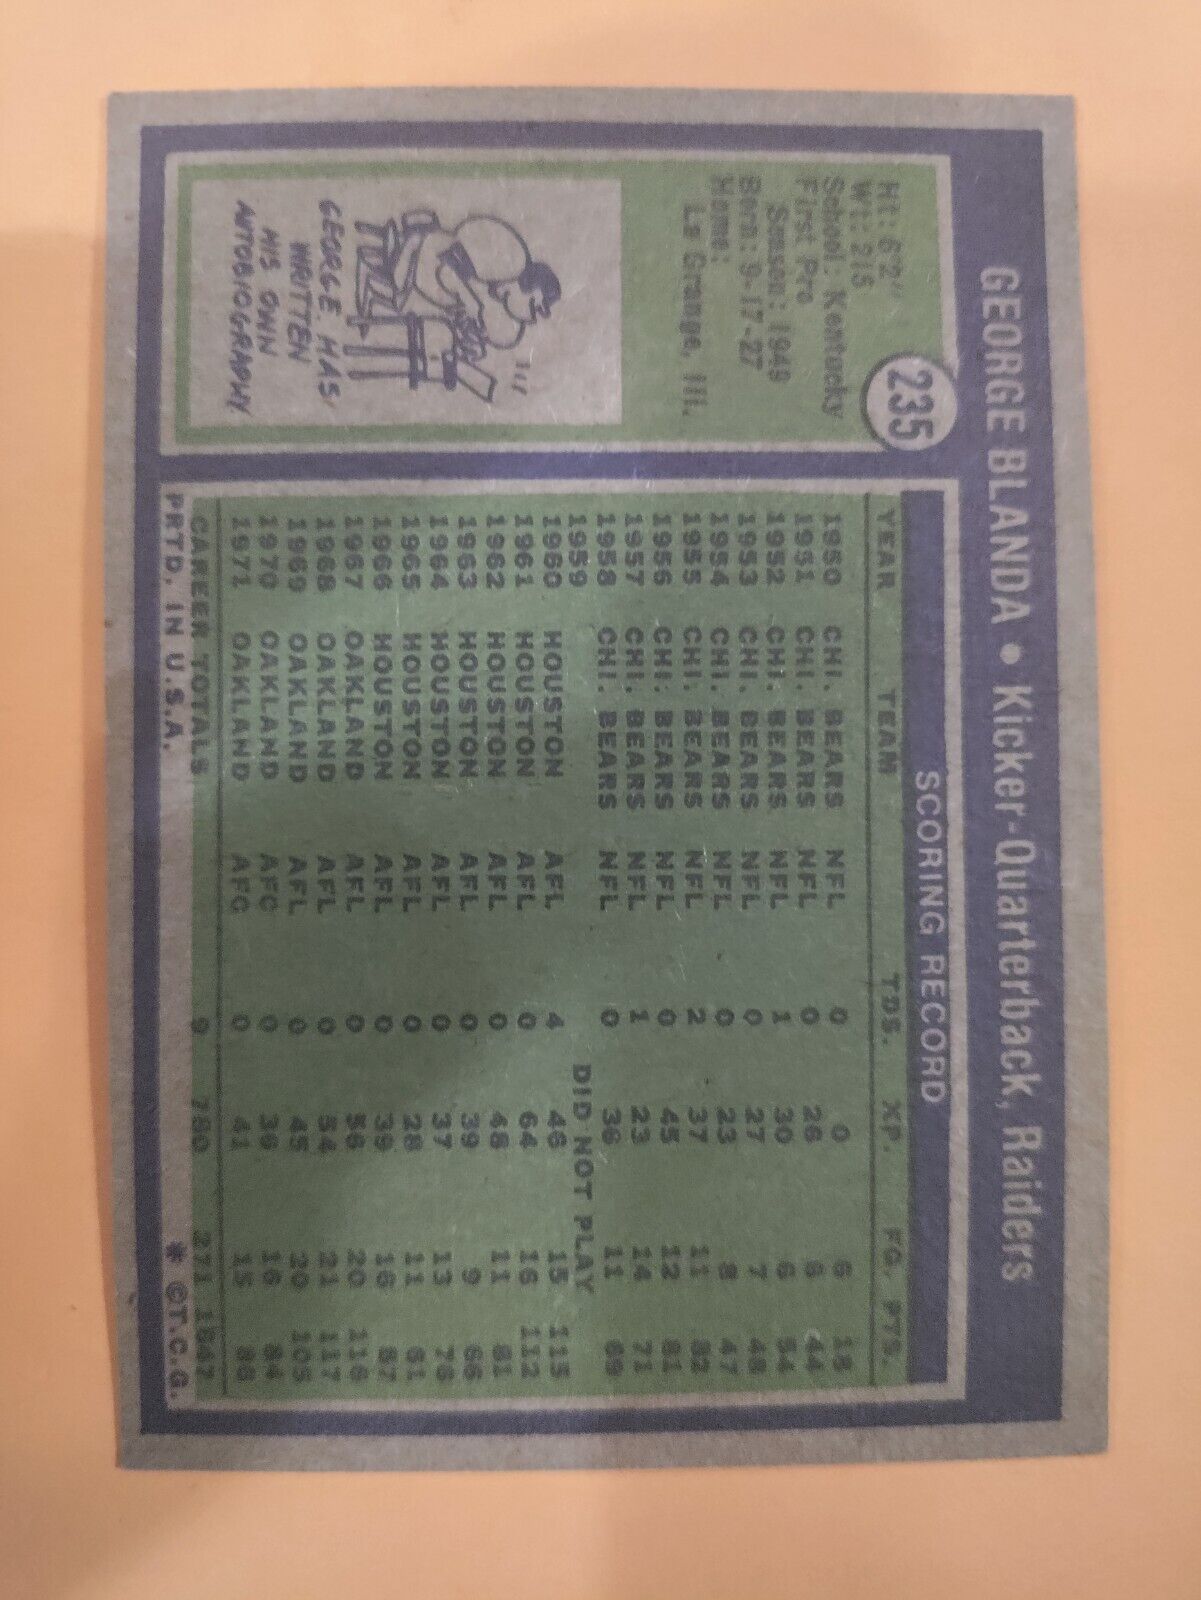 GEORGE BLANDA • Kicker-Quarterback, Raiders
235
Ht: 6'2"
Wt: 215
School: Kentucky
First Pro
Season: 1949
Born: 9-17-27
Home:
La Grange, Ill.
GEORGE HAS
WRITTEN
HIS OWN
AUTOBIOGRAPHY
SCORING RECORD
YEAR TEAM TDS. XP. FG. PTS.
1950 CHI. BEARS NFL 0 0 6 18
1951 CHI. BEARS NFL 0 26 6 44
1952 CHI. BEARS NFL 1 30 6 54
1953 CHI. BEARS NFL 0 27 7 48
1954 CHI. BEARS NFL 0 23 8 47
1955 CHI. BEARS NFL 2 37 11 82
1956 CHI. BEARS NFL 0 45 12 81
1957 CHI. BEARS NFL 1 23 14 71
1958 CHI. BEARS NFL 0 36 11 69
1959 DID NOT PLAY
1960 HOUSTON AFL 4 46 15 115
1961 HOUSTON AFL 0 64 16 112
1962 HOUSTON AFL 0 48 11 81
1963 HOUSTON AFL 0 39 9 66
1964 HOUSTON AFL 0 37 13 76
1965 HOUSTON AFL 0 28 11 61
1966 HOUSTON AFL 0 39 16 87
1967 OAKLAND AFL 0 56 20 116
1968 OAKLAND AFL 0 54 21 117
1969 OAKLAND AFL 0 45 20 105
1970 OAKLAND AFC 0 36 16 84
1971 OAKLAND AFC 0 41 15 86
CAREER TOTALS 9 780 271 1647
PRTD. IN U.S.A. * ©T.C.G.